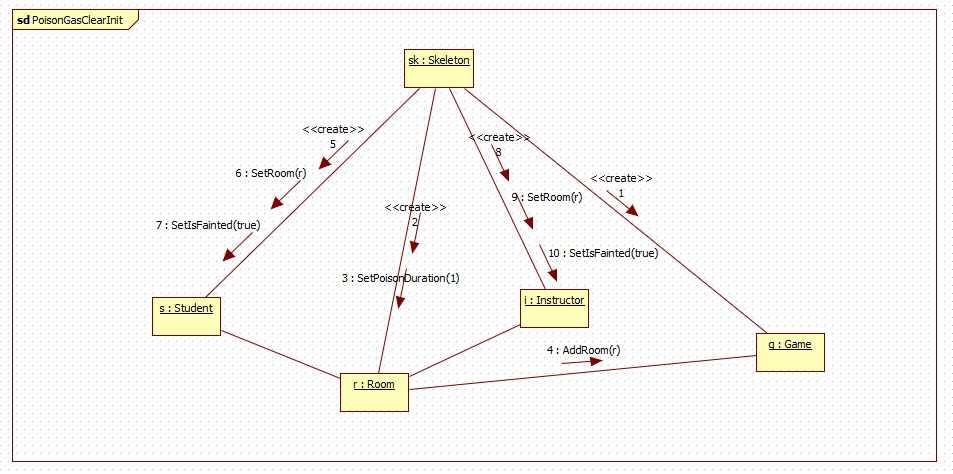 sd PoisonGasClearInit
sk : Skeleton
<<create>>
5
6 : SetRoom(r)
7 : SetIsFainted(true)
<<create>>
2
3 : SetPoisonDuration(1)
<<create>>
8
9 : SetRoom(r)
10 : SetIsFainted(true)
<<create>>
1
s : Student
i : Instructor
4 : AddRoom(r)
g : Game
r : Room